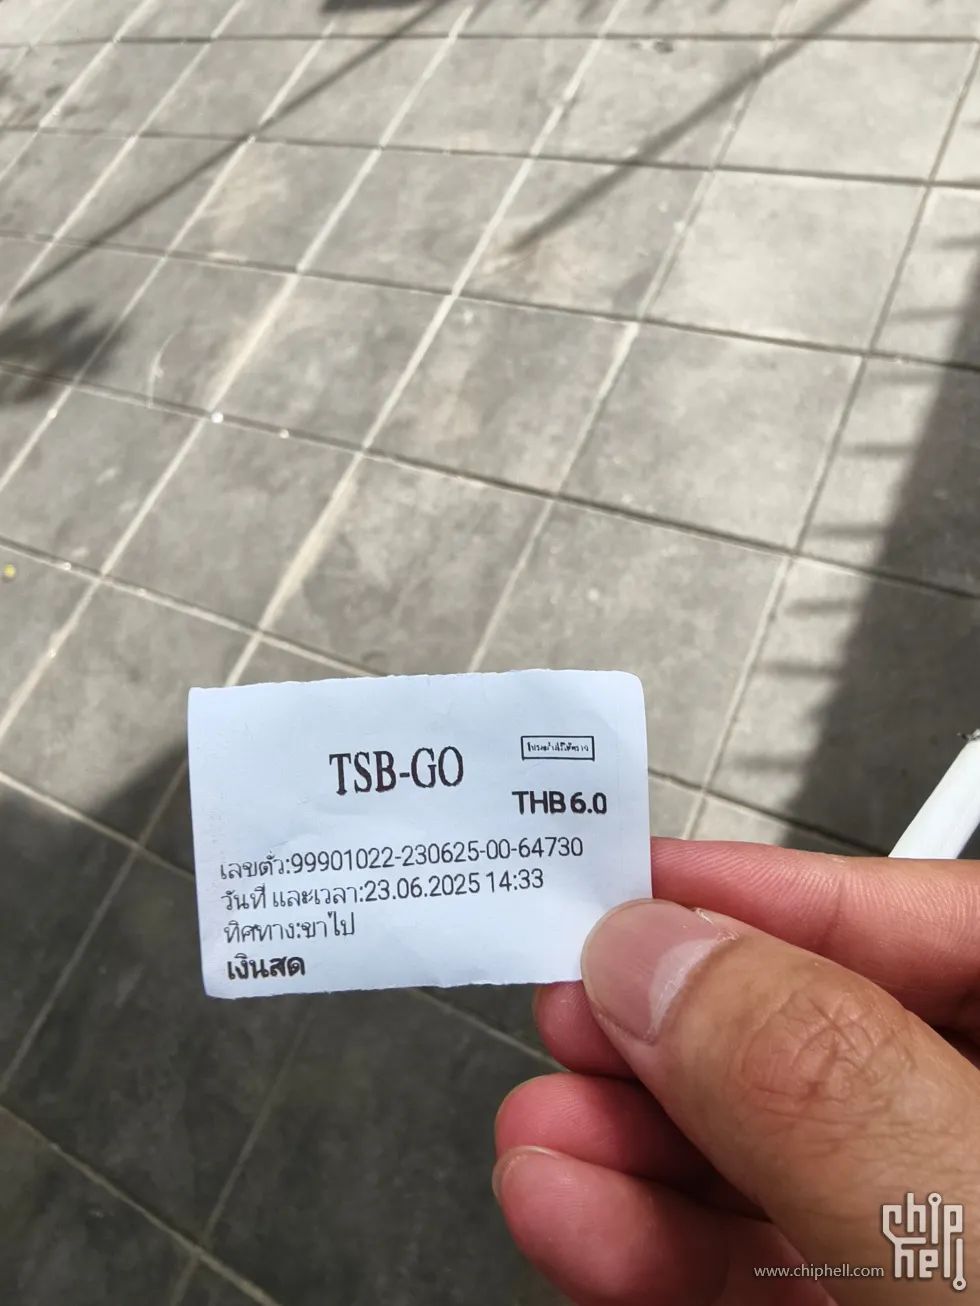 TSB-GO
THB 6.0
เลขตั๋ว:99901022-230625-00-64730
วันที่ และเวลา:23.06.2025 14:33
ทิศทาง:ขาไป
เงินสด
chip
hell
www.chiphell.com